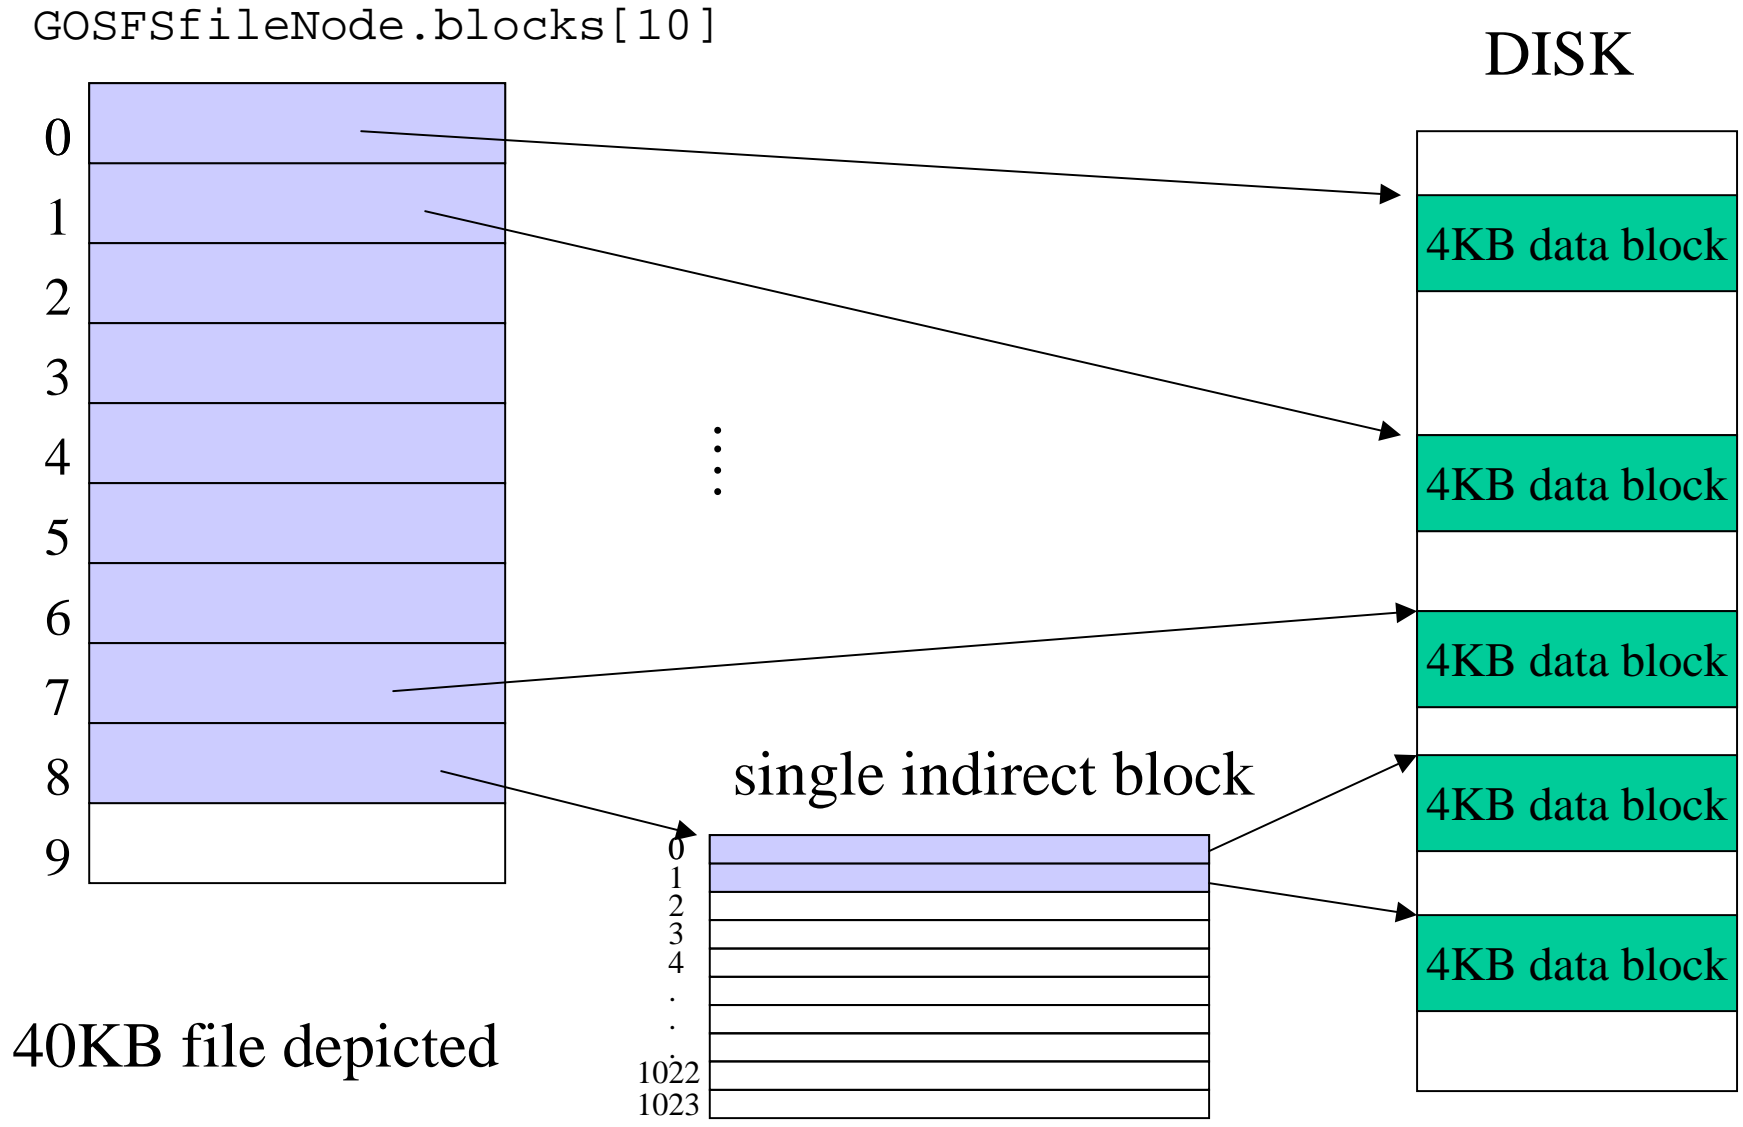 GOSFSfileNode.blocks[10]
DISK
0
1
2
3
4
5
6
7
8
9
4KB data block
4KB data block
4KB data block
4KB data block
4KB data block
single indirect block
0
1
2
3
4
.
.
.
1022
1023
40KB file depicted